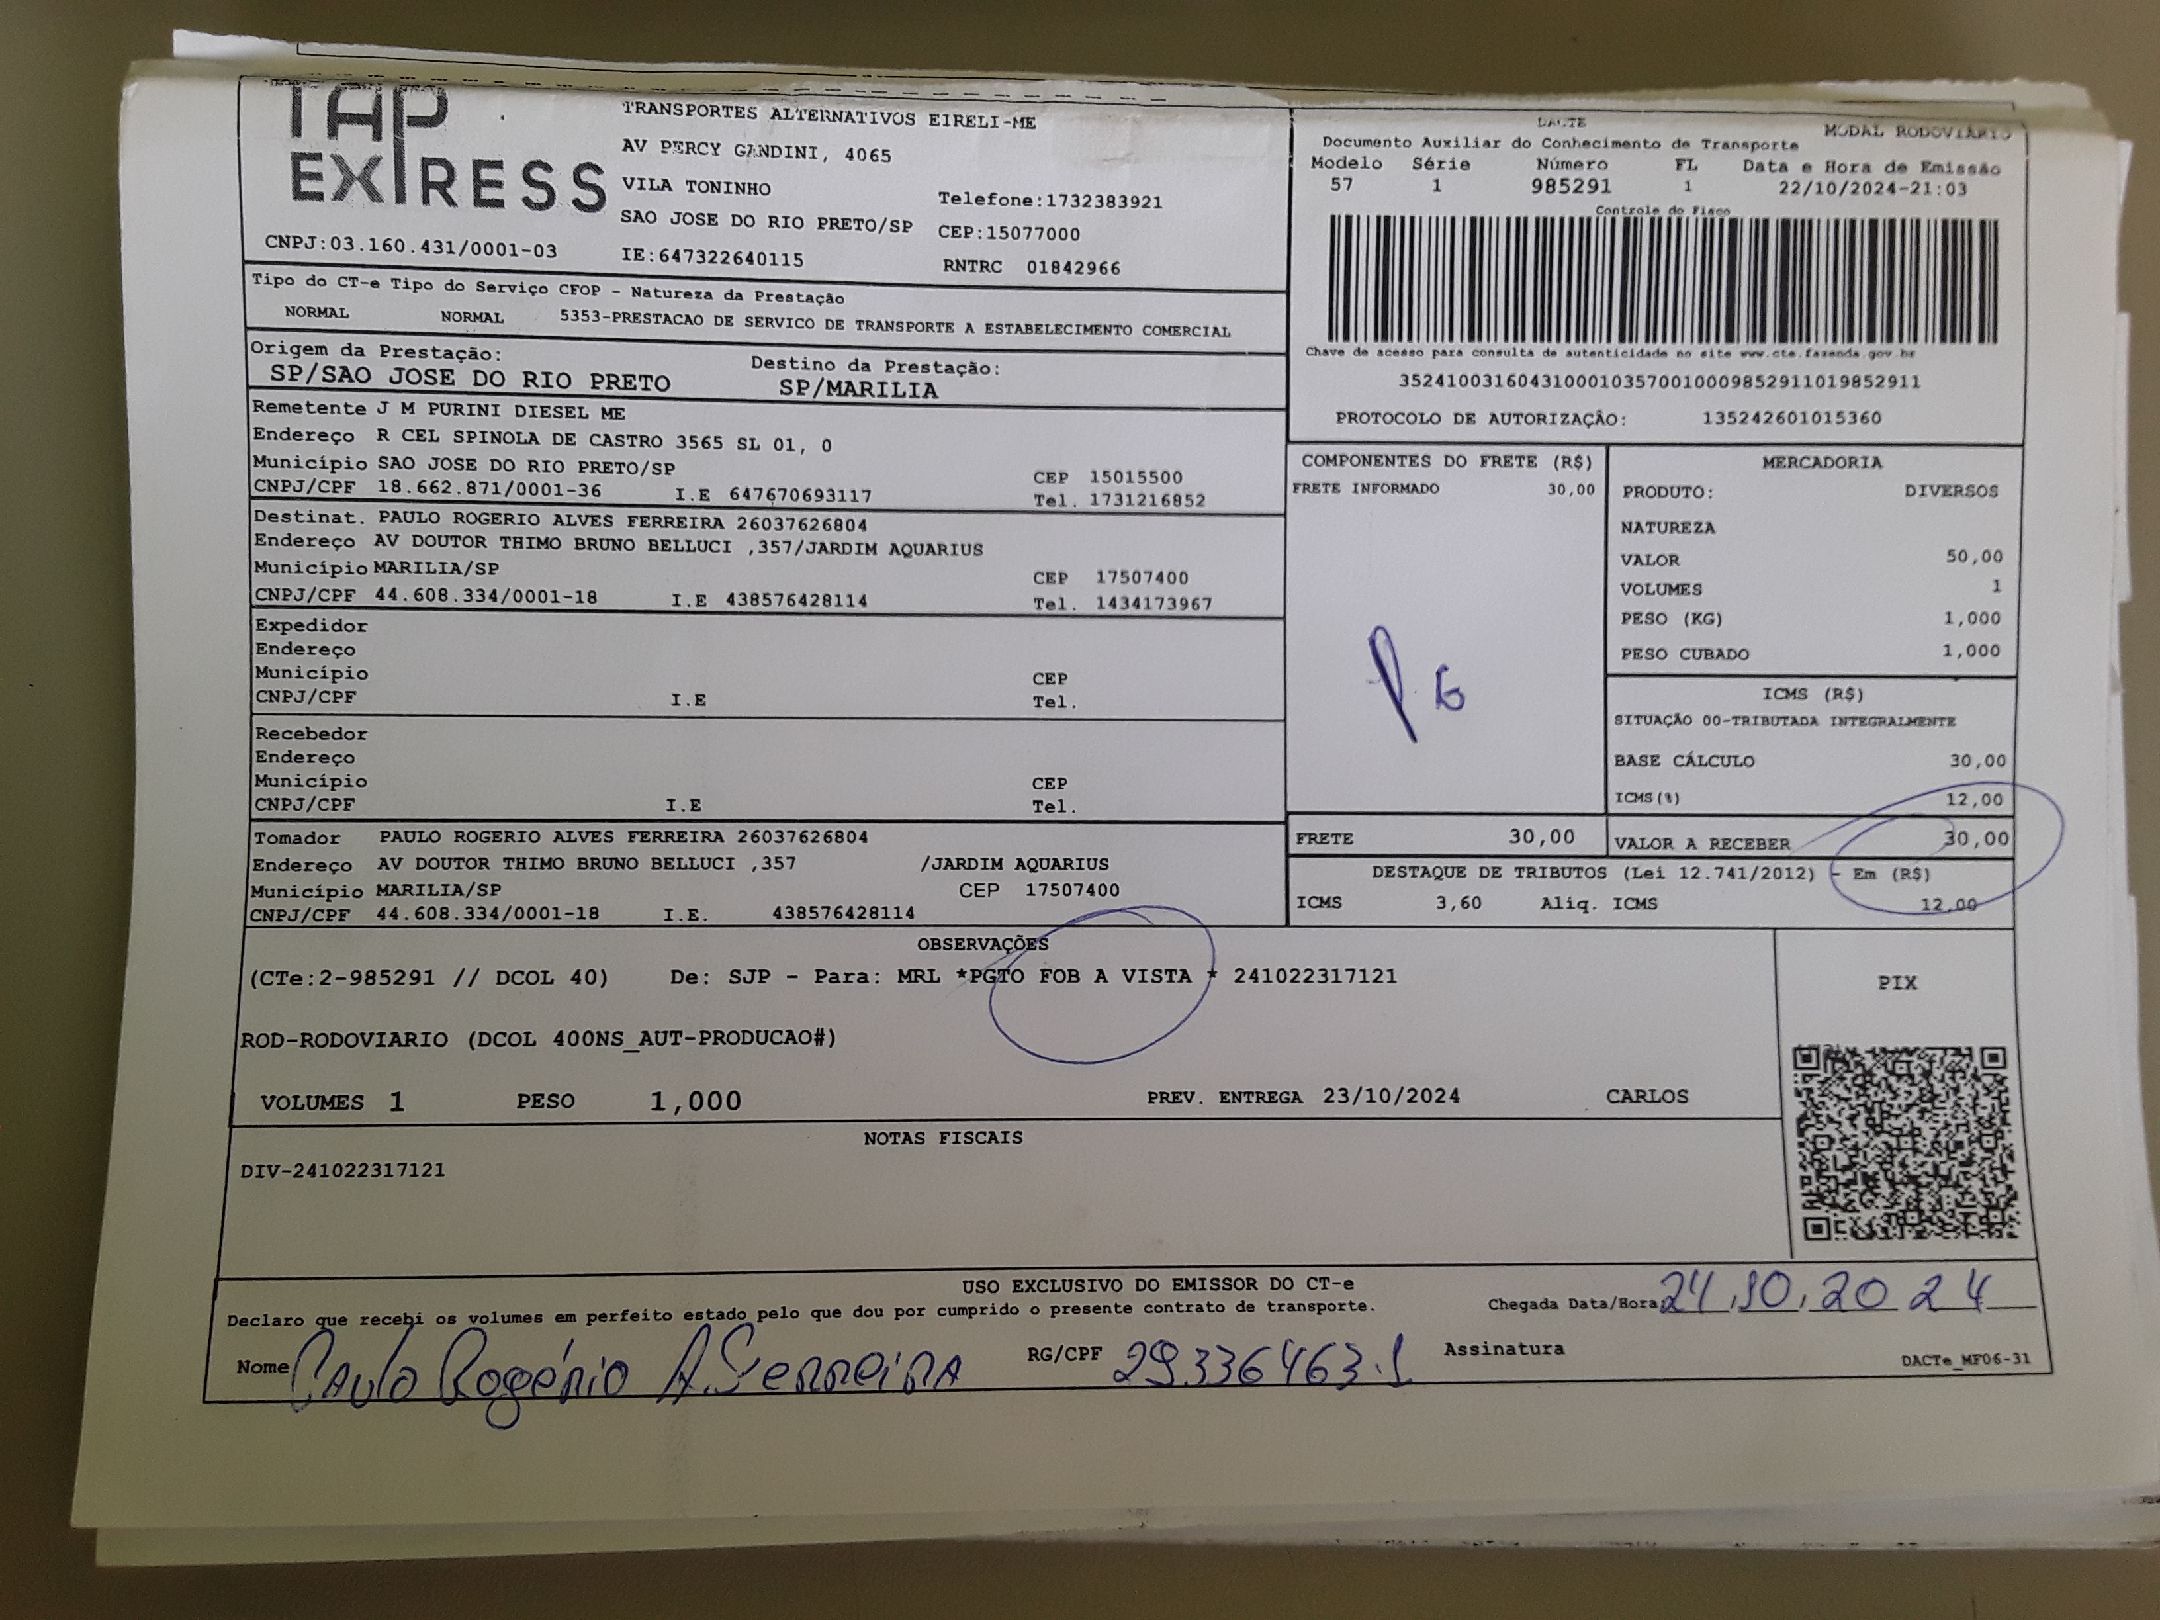 TAP
EXPRESS
TRANSPORTES ALTERNATIVOS EIRELI-ME
AV PERCY GANDINI, 4065
VILA TONINHO
Telefone:1732383921
SAO JOSE DO RIO PRETO/SP
CEP:15077000
CNPJ:03.160.431/0001-03
IE:647322640115
RNTRC 01842966
DACTE
MODAL RODOVIÁRIO
Documento Auxiliar do Conhecimento de Transporte
Modelo Série Número FL Data e Hora de Emissão
57 1 985291 1 22/10/2024-21:03
Controle do Fisco
Chave de acesso para consulta de autenticidade no site www.cte.fazenda.gov.br
35241003160431000103570010009852911019852911
PROTOCOLO DE AUTORIZAÇÃO: 135242601015360
Tipo do CT-e Tipo do Serviço CFOP - Natureza da Prestação
NORMAL NORMAL 5353-PRESTACAO DE SERVICO DE TRANSPORTE A ESTABELECIMENTO COMERCIAL
Origem da Prestação: Destino da Prestação:
SP/SAO JOSE DO RIO PRETO SP/MARILIA
Remetente J M PURINI DIESEL ME
Endereço R CEL SPINOLA DE CASTRO 3565 SL 01, 0
Município SAO JOSE DO RIO PRETO/SP CEP 15015500
CNPJ/CPF 18.662.871/0001-36 I.E 647670693117 Tel. 1731216852
Destinat. PAULO ROGERIO ALVES FERREIRA 26037626804
Endereço AV DOUTOR THIMO BRUNO BELLUCI ,357/JARDIM AQUARIUS
Município MARILIA/SP CEP 17507400
CNPJ/CPF 44.608.334/0001-18 I.E 438576428114 Tel. 1434173967
Expedidor
Endereço
Município CEP
CNPJ/CPF I.E Tel.
Recebedor
Endereço
Município CEP
CNPJ/CPF I.E Tel.
Tomador PAULO ROGERIO ALVES FERREIRA 26037626804
Endereço AV DOUTOR THIMO BRUNO BELLUCI ,357 /JARDIM AQUARIUS
Município MARILIA/SP CEP 17507400
CNPJ/CPF 44.608.334/0001-18 I.E. 438576428114
COMPONENTES DO FRETE (R$)
FRETE INFORMADO 30,00
PG
MERCADORIA
PRODUTO: DIVERSOS
NATUREZA
VALOR 50,00
VOLUMES 1
PESO (KG) 1,000
PESO CUBADO 1,000
ICMS (R$)
SITUAÇÃO 00-TRIBUTADA INTEGRALMENTE
BASE CÁLCULO 30,00
ICMS(%) 12,00
FRETE 30,00 VALOR A RECEBER 30,00
DESTAQUE DE TRIBUTOS (Lei 12.741/2012) - Em (R$)
ICMS 3,60 Aliq. ICMS 12,00
OBSERVAÇÕES
(CTe:2-985291 // DCOL 40) De: SJP - Para: MRL *PGTO FOB A VISTA * 241022317121
ROD-RODOVIARIO (DCOL 400NS_AUT-PRODUCAO#)
VOLUMES 1 PESO 1,000 PREV. ENTREGA 23/10/2024 CARLOS
PIX
NOTAS FISCAIS
DIV-241022317121
USO EXCLUSIVO DO EMISSOR DO CT-e
Declaro que recebi os volumes em perfeito estado pelo que dou por cumprido o presente contrato de transporte.
Chegada Data/Hora 24.10.2024
Nome Paulo Rogério A. Ferreira RG/CPF 29336463.1 Assinatura
DACTe_MF06-31